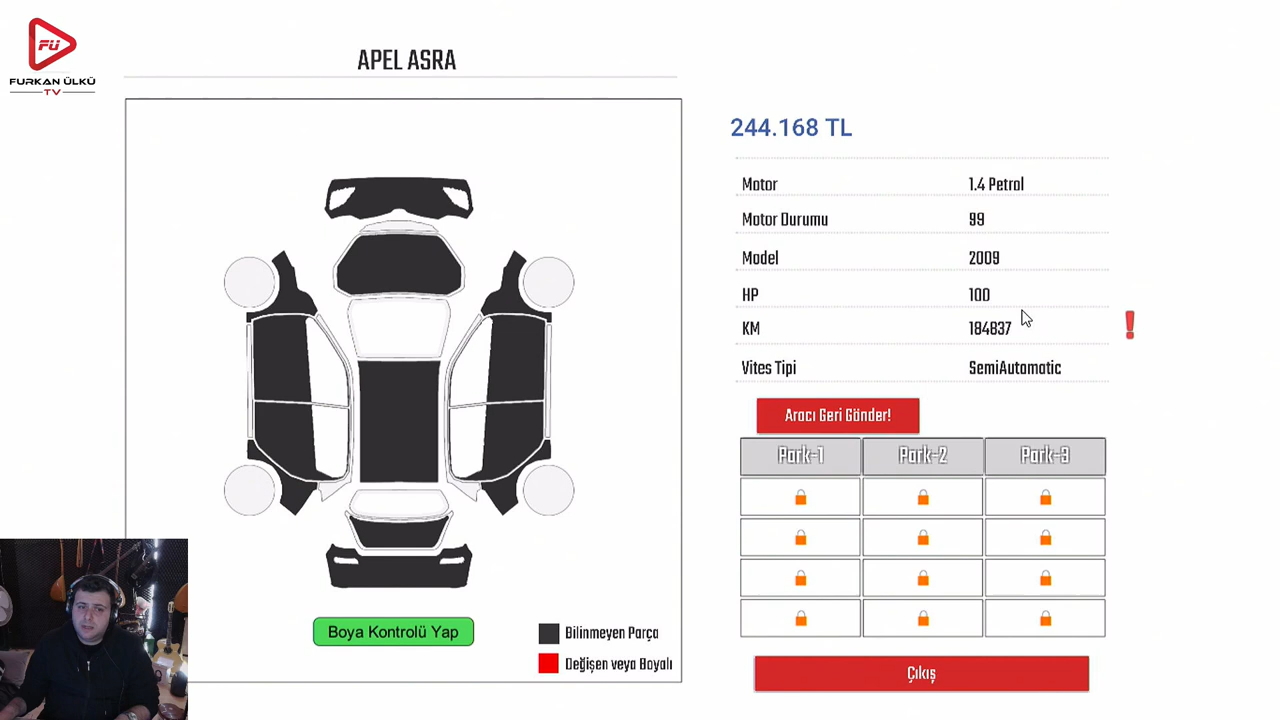 FU
FURKAN ÜLKÜ
TV
APEL ASRA
244.168 TL
Motor 1.4 Petrol
Motor Durumu 99
Model 2009
HP 100
KM 184837
Vites Tipi SemiAutomatic
Aracı Geri Gönder!
Park-1 Park-2 Park-3
Boya Kontrolü Yap
Bilinmeyen Parça
Değişen veya Boyalı
Çıkış